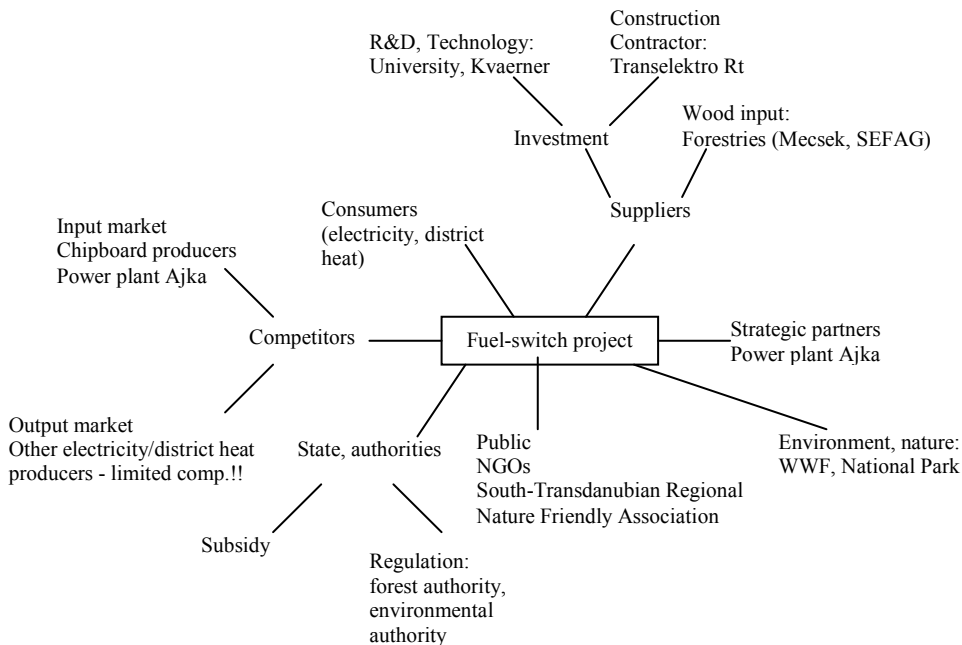 Construction
Contractor:
Transelektro Rt
R&D, Technology:
University, Kvaerner
Wood input:
Forestries (Mecsek, SEFAG)
Investment
Suppliers
Consumers
(electricity, district
heat)
Input market
Chipboard producers
Power plant Ajka
Competitors
Fuel-switch project
Strategic partners
Power plant Ajka
Output market
Other electricity/district heat
producers - limited comp.!!
State, authorities
Public
NGOs
South-Transdanubian Regional
Nature Friendly Association
Environment, nature:
WWF, National Park
Subsidy
Regulation:
forest authority,
environmental
authority